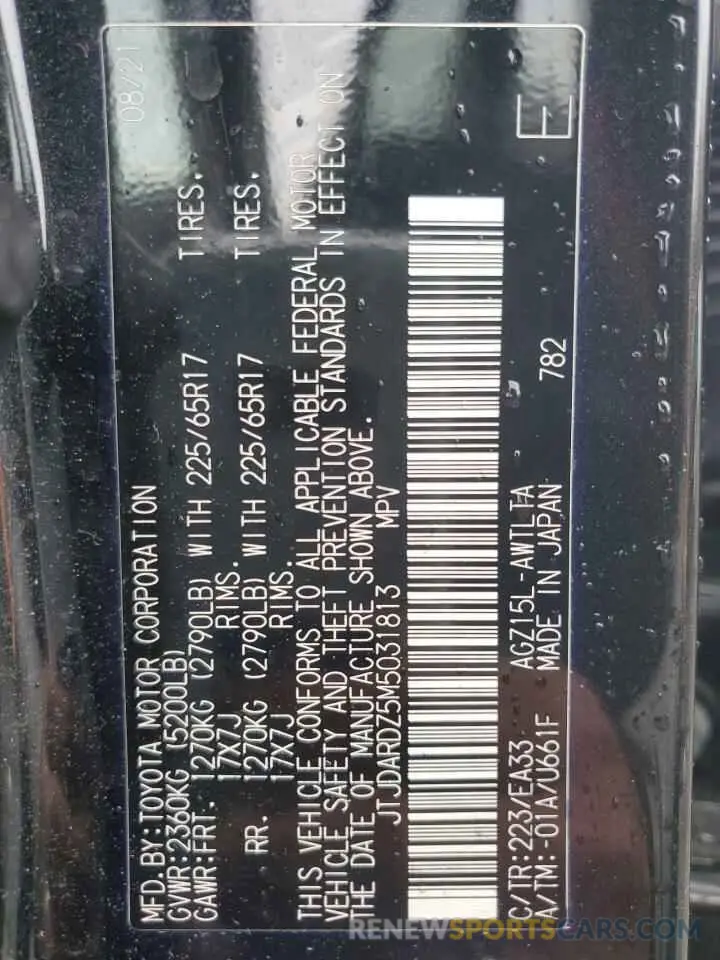 MFD.BY:TOYOTA MOTOR CORPORATION 08/21
GVWR:2360KG (5200LB)
GAWR:FRT. 1270KG (2790LB) WITH 225/65R17 TIRES.
17X7J RIMS.
RR. 1270KG (2790LB) WITH 225/65R17 TIRES.
17X7J RIMS.
THIS VEHICLE CONFORMS TO ALL APPLICABLE FEDERAL MOTOR
VEHICLE SAFETY AND THEFT PREVENTION STANDARDS IN EFFECT ON
THE DATE OF MANUFACTURE SHOWN ABOVE.
JTJDARDZ5M5031813 MPV
C/TR:223/EA33 AGZ15L-AWTLTA E
A/TM:-01A/U661F MADE IN JAPAN 782
RENEWSPORTSCARS.COM